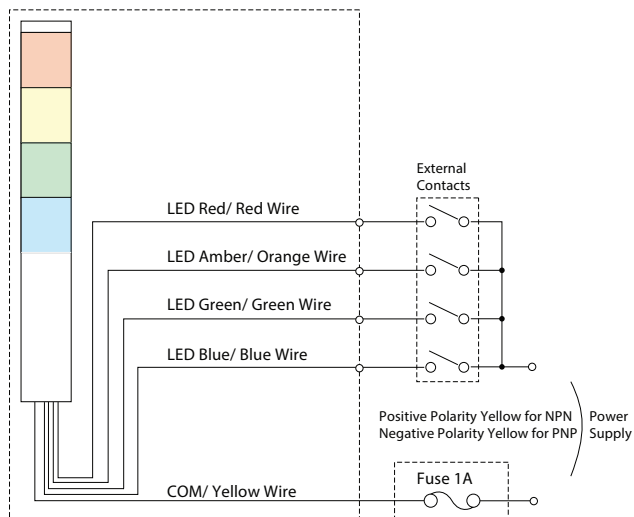 External
Contacts
LED Red/ Red Wire
LED Amber/ Orange Wire
LED Green/ Green Wire
LED Blue/ Blue Wire
Positive Polarity Yellow for NPN
Negative Polarity Yellow for PNP
Power
Supply
Fuse 1A
COM/ Yellow Wire